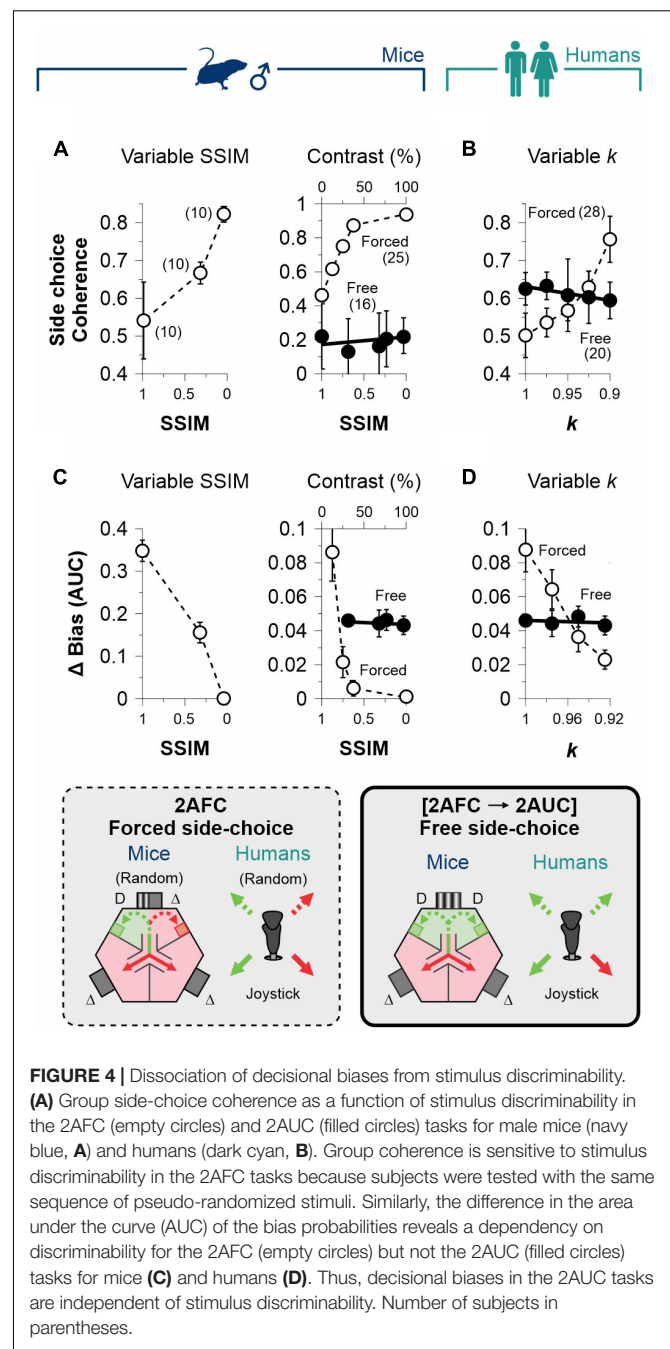 Mice
Humans
A
Variable SSIM
Contrast (%)
B
Variable k
0 50 100
0.8
0.7
0.6
0.5
0.4
Side choice
Coherence
(10)
(10)
(10)
1 0.5 0
SSIM
1
0.8
0.6
0.4
0.2
0
Forced
(25)
Free
(16)
1 0.5 0
SSIM
0.8
0.7
0.6
0.5
0.4
Forced (28)
Free
(20)
1 0.95 0.9
k
C
Variable SSIM
Contrast (%)
D
Variable k
0 50 100
0.4
0.3
0.2
0.1
0
Δ Bias (AUC)
1 0.5 0
SSIM
0.1
0.08
0.06
0.04
0.02
0
Free
Forced
1 0.5 0
SSIM
0.1
0.08
0.06
0.04
0.02
0
Forced
Free
1 0.96 0.92
k
2AFC
Forced side-choice
Mice Humans
(Random) (Random)
D Δ
Δ Δ
Joystick
[2AFC → 2AUC]
Free side-choice
Mice Humans
D D
Δ Δ
Joystick
FIGURE 4 | Dissociation of decisional biases from stimulus discriminability.
(A) Group side-choice coherence as a function of stimulus discriminability in
the 2AFC (empty circles) and 2AUC (filled circles) tasks for male mice (navy
blue, A) and humans (dark cyan, B). Group coherence is sensitive to stimulus
discriminability in the 2AFC tasks because subjects were tested with the same
sequence of pseudo-randomized stimuli. Similarly, the difference in the area
under the curve (AUC) of the bias probabilities reveals a dependency on
discriminability for the 2AFC (empty circles) but not the 2AUC (filled circles)
tasks for mice (C) and humans (D). Thus, decisional biases in the 2AUC tasks
are independent of stimulus discriminability. Number of subjects in
parentheses.